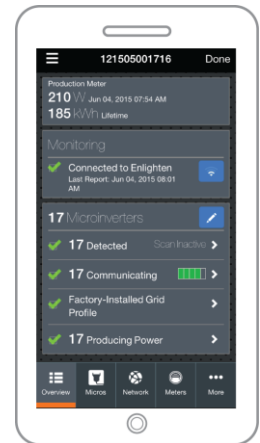 121505001716 Done
Production Meter
210 W Jun 04, 2015 07:54 AM
185 kWh Lifetime
Monitoring
Connected to Enlighten
Last Report: Jun 04, 2015 08:01
AM
17 Microinverters
17 Detected Scan Inactive
17 Communicating
Factory-Installed Grid
Profile
17 Producing Power
Overview Micros Network Meters More